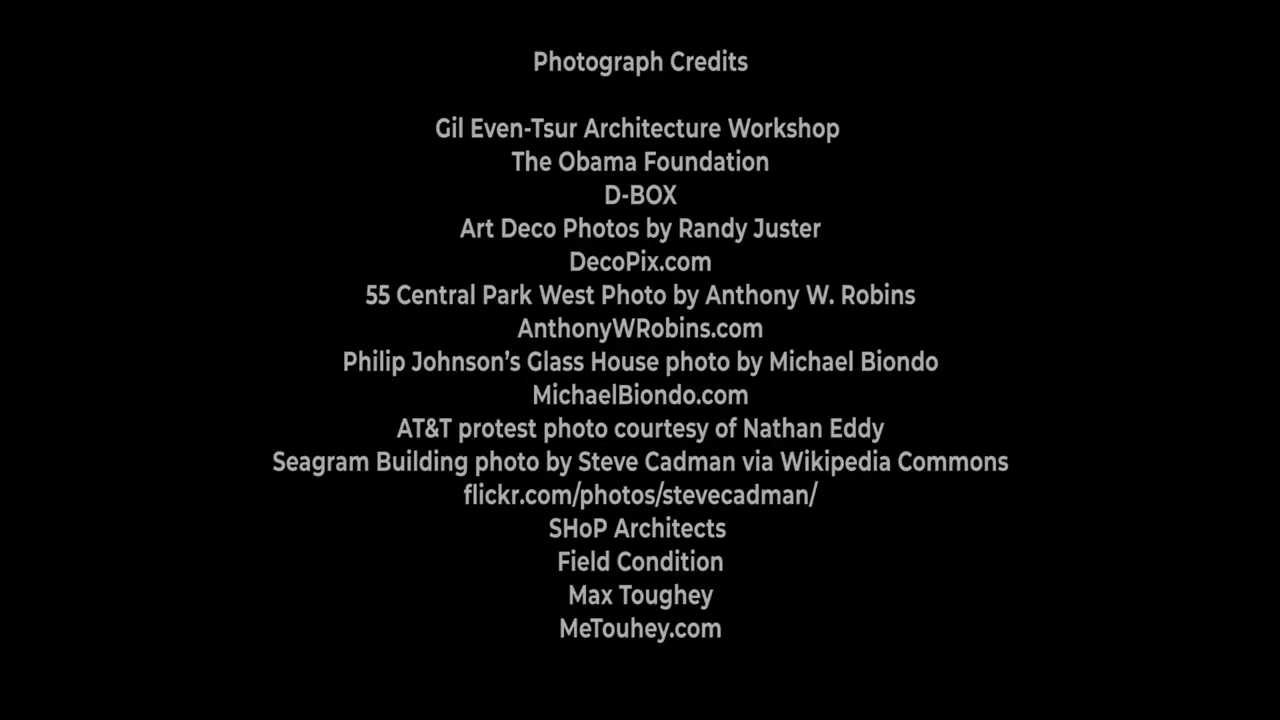 Photograph Credits
Gil Even-Tsur Architecture Workshop
The Obama Foundation
D-BOX
Art Deco Photos by Randy Juster
DecoPix.com
55 Central Park West Photo by Anthony W. Robins
AnthonyWRobins.com
Philip Johnson’s Glass House photo by Michael Biondo
MichaelBiondo.com
AT&T protest photo courtesy of Nathan Eddy
Seagram Building photo by Steve Cadman via Wikipedia Commons
flickr.com/photos/stevecadman/
SHoP Architects
Field Condition
Max Toughey
MeTouhey.com